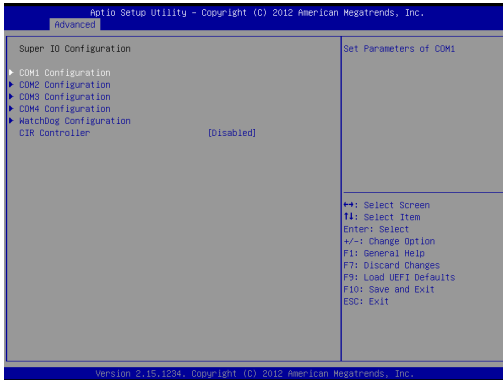 Aptio Setup Utility – Copyright (C) 2012 American Megatrends, Inc.
Advanced
Super IO Configuration
Set Parameters of COM1
▶ COM1 Configuration
▶ COM2 Configuration
▶ COM3 Configuration
▶ COM4 Configuration
▶ WatchDog Configuration
CIR Controller [Disabled]
↔: Select Screen
↑↓: Select Item
Enter: Select
+/-: Change Option
F1: General Help
F7: Discard Changes
F9: Load UEFI Defaults
F10: Save and Exit
ESC: Exit
Version 2.15.1234. Copyright (C) 2012 American Megatrends, Inc.